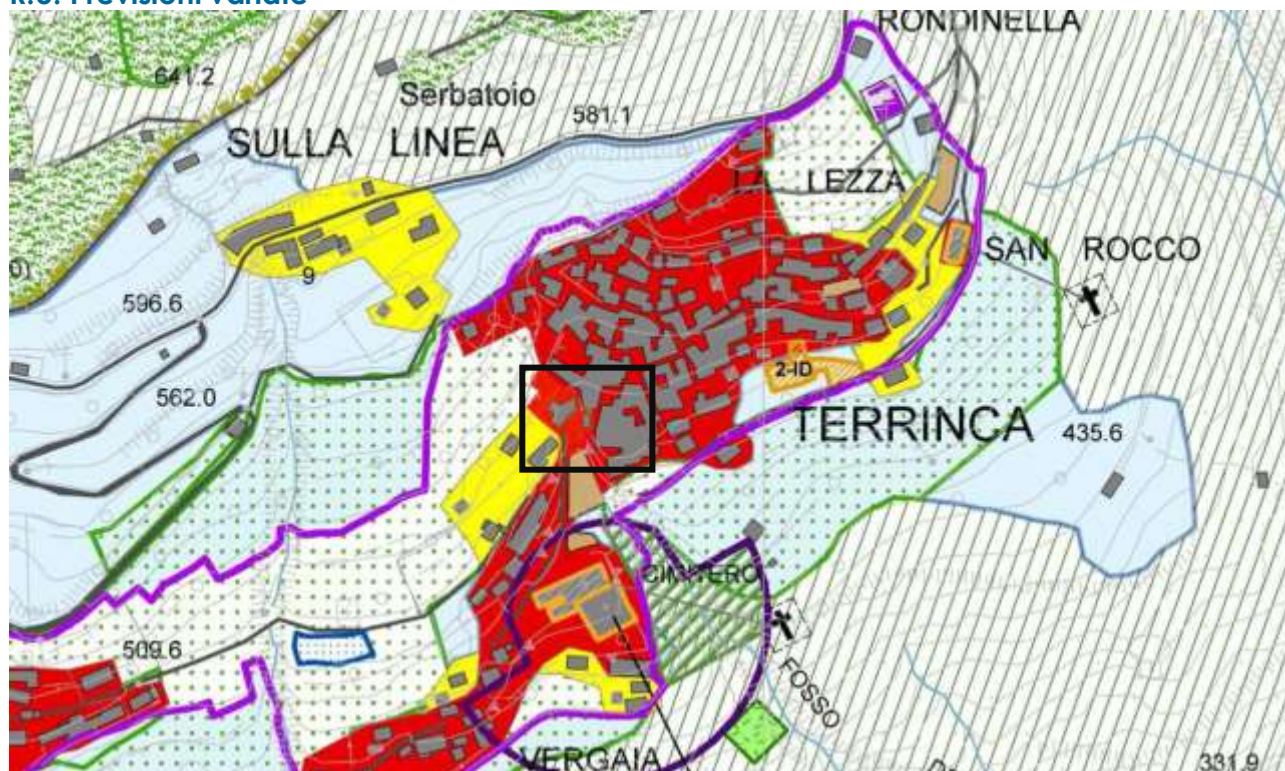 RONDINELLA
641.2
Serbatoio
581.1
SULLA LINEA
LEZZA
SAN ROCCO
9
596.6
2-ID
562.0
TERRINCA
435.6
CIMITERO
509.6
FOSSO
VERGAIA
331.9